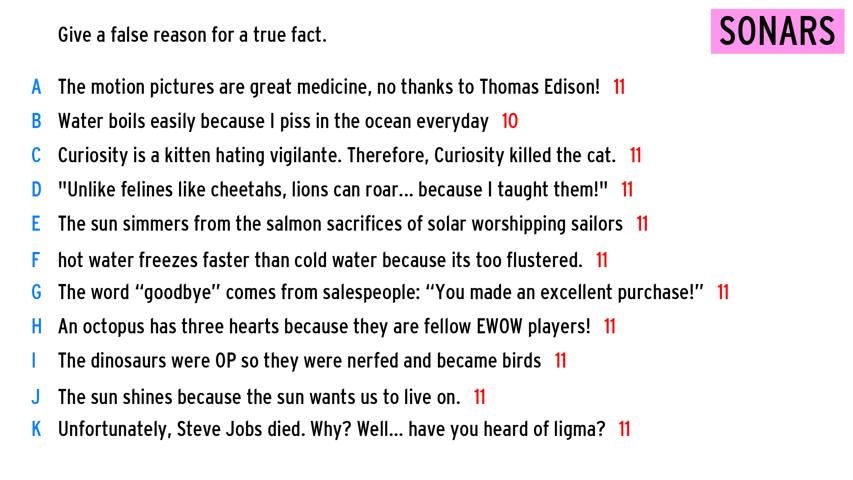 Give a false reason for a true fact.
SONARS
A The motion pictures are great medicine, no thanks to Thomas Edison! 11
B Water boils easily because I piss in the ocean everyday 10
C Curiosity is a kitten hating vigilante. Therefore, Curiosity killed the cat. 11
D "Unlike felines like cheetahs, lions can roar... because I taught them!" 11
E The sun simmers from the salmon sacrifices of solar worshipping sailors 11
F hot water freezes faster than cold water because its too flustered. 11
G The word “goodbye” comes from salespeople: “You made an excellent purchase!” 11
H An octopus has three hearts because they are fellow EWOW players! 11
I The dinosaurs were OP so they were nerfed and became birds 11
J The sun shines because the sun wants us to live on. 11
K Unfortunately, Steve Jobs died. Why? Well... have you heard of ligma? 11